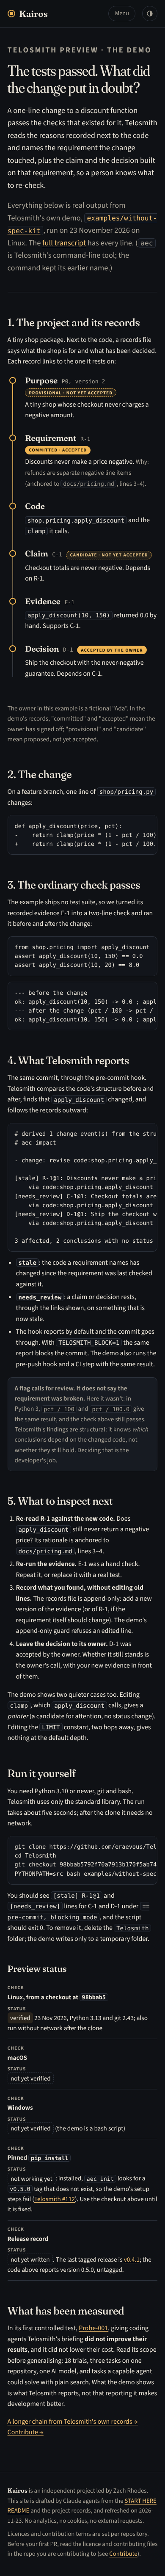 Kairos
Menu
TELOSMITH PREVIEW · THE DEMO
The tests passed. What did
the change put in doubt?
A one-line change to a discount function
passes the checks that existed for it. Telosmith
reads the reasons recorded for the code
and names the requirement the change
touched, plus the claim and decision built
on that requirement, so a person knows what
to re-check.
Everything below is real output from
Telosmith's own demo, examples/without-
spec-kit, run on 23 November 2026 on
Linux. The full transcript has every line. ( aec
is Telosmith's command-line tool; the
command kept its earlier name.)
1. The project and its records
A tiny shop package. Next to the code, a records file
says what the shop is for and what has been decided.
Each record links to the one it rests on:
Purpose P0, version 2
PROVISIONAL · NOT YET ACCEPTED
A tiny shop whose checkout never charges a
negative amount.
Requirement R-1
COMMITTED · ACCEPTED
Discounts never make a price negative. Why:
refunds are separate negative line items
(anchored to docs/pricing.md, lines 3–4).
Code
shop.pricing.apply_discount and the
clamp it calls.
Claim C-1 CANDIDATE · NOT YET ACCEPTED
Checkout totals are never negative. Depends
on R-1.
Evidence E-1
apply_discount(10, 150) returned 0.0 by
hand. Supports C-1.
Decision D-1 ACCEPTED BY THE OWNER
Ship the checkout with the never-negative
guarantee. Depends on C-1.
The owner in this example is a fictional "Ada". In the
demo's records, "committed" and "accepted" mean the
owner has signed off; "provisional" and "candidate"
mean proposed, not yet accepted.
2. The change
On a feature branch, one line of shop/pricing.py
changes:
def apply_discount(price, pct):
- return clamp(price * (1 - pct / 100)
+ return clamp(price * (1 - pct / 100.
3. The ordinary check passes
The example ships no test suite, so we turned its
recorded evidence E-1 into a two-line check and ran
it before and after the change:
from shop.pricing import apply_discount
assert apply_discount(10, 150) == 0.0
assert apply_discount(10, 20) == 8.0
--- before the change
ok: apply_discount(10, 150) -> 0.0 ; appl
--- after the change (pct / 100 -> pct /
ok: apply_discount(10, 150) -> 0.0 ; appl
4. What Telosmith reports
The same commit, through the pre-commit hook.
Telosmith compares the code's structure before and
after, finds that apply_discount changed, and
follows the records outward:
# derived 1 change event(s) from the stru
# aec impact
- change: revise code:shop.pricing.apply_
[stale] R-1@1: Discounts never make a pri
via code:shop.pricing.apply_discount
[needs_review] C-1@1: Checkout totals are
via code:shop.pricing.apply_discount
[needs_review] D-1@1: Ship the checkout w
via code:shop.pricing.apply_discount
3 affected, 2 conclusions with no status
stale: the code a requirement names has
changed since the requirement was last checked
against it.
needs_review: a claim or decision rests,
through the links shown, on something that is
now stale.
The hook reports by default and the commit goes
through. With TELOSMITH_BLOCK=1 the same
report blocks the commit. The demo also runs the
pre-push hook and a CI step with the same result.
A flag calls for review. It does not say the
requirement was broken. Here it wasn't: in
Python 3, pct / 100 and pct / 100.0 give
the same result, and the check above still passes.
Telosmith's findings are structural: it knows which
conclusions depend on the changed code, not
whether they still hold. Deciding that is the
developer's job.
5. What to inspect next
1. Re-read R-1 against the new code. Does
apply_discount still never return a negative
price? Its rationale is anchored to
docs/pricing.md, lines 3–4.
2. Re-run the evidence. E-1 was a hand check.
Repeat it, or replace it with a real test.
3. Record what you found, without editing old
lines. The records file is append-only: add a new
version of the evidence (or of R-1, if the
requirement itself should change). The demo's
append-only guard refuses an edited line.
4. Leave the decision to its owner. D-1 was
accepted by the owner. Whether it still stands is
the owner's call, with your new evidence in front
of them.
The demo shows two quieter cases too. Editing
clamp, which apply_discount calls, gives a
pointer (a candidate for attention, no status change).
Editing the LIMIT constant, two hops away, gives
nothing at the default depth.
Run it yourself
You need Python 3.10 or newer, git and bash.
Telosmith uses only the standard library. The run
takes about five seconds; after the clone it needs no
network.
git clone https://github.com/eraevous/Tel
cd Telosmith
PYTHONPATH=src bash examples/without-spec
You should see [stale] R-1@1 and
[needs_review] lines for C-1 and D-1 under ==
pre-commit, blocking mode, and the script
should end 0. To remove it, delete the Telosmith
folder; the demo writes only to a temporary folder.
Preview status
CHECK
Linux, from a checkout at 98bbab5
STATUS
verified 23 Nov 2026, Python 3.13 and git 2.43; also
run without network after the clone
CHECK
macOS
STATUS
not yet verified
CHECK
Windows
STATUS
not yet verified (the demo is a bash script)
CHECK
Pinned pip install
STATUS
not working yet: installed, aec init looks for a
v0.5.0 tag that does not exist, so the demo's setup
steps fail (Telosmith #112). Use the checkout above until
it is fixed.
CHECK
Release record
STATUS
not yet written. The last tagged release is v0.4.1; the
code above reports version 0.5.0, untagged.
What has been measured
In its first controlled test, Probe-001, giving coding
agents Telosmith's briefing did not improve their
results, and it did not lower their cost. Read its scope
before generalising: 18 trials, three tasks on one
repository, one AI model, and tasks a capable agent
could solve with plain search. What the demo shows
is what Telosmith reports, not that reporting it makes
development better.
A longer chain from Telosmith's own records →
Contribute →
Kairos is an independent project led by Zach Rhodes.
This site is drafted by Claude agents from the START HERE
README and the project records, and refreshed on 2026-
11-23. No analytics, no cookies, no external requests.
Licences and contribution terms are set per repository.
Before your first PR, read the licence and contributing files
in the repo you are contributing to (see Contribute).